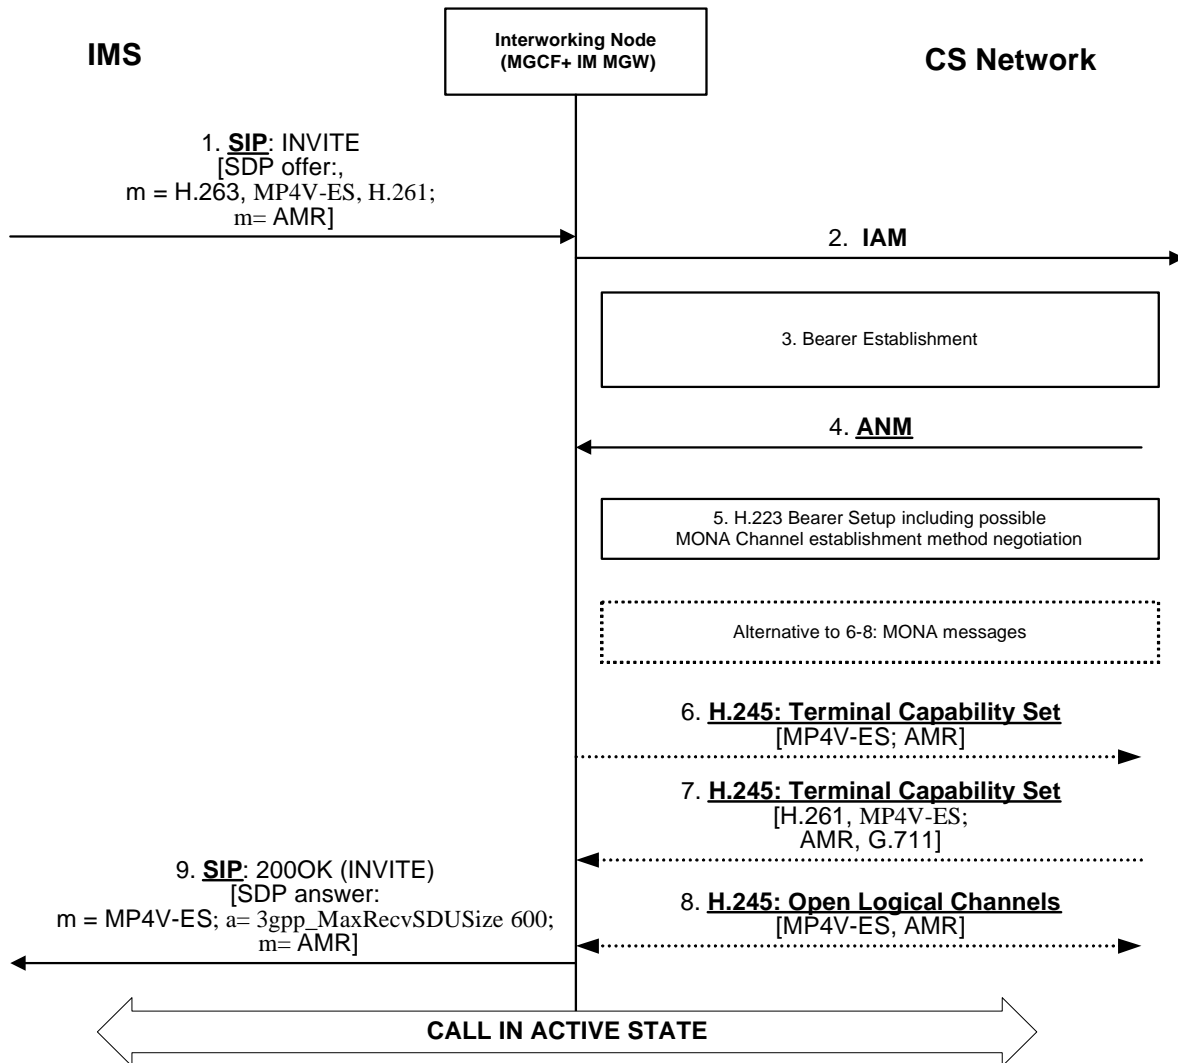 IMS
Interworking Node
(MGCF+ IM MGW)
CS Network
1. SIP: INVITE
[SDP offer:,
m = H.263, MP4V-ES, H.261;
m= AMR]
2. IAM
3. Bearer Establishment
4. ANM
5. H.223 Bearer Setup including possible
MONA Channel establishment method negotiation
Alternative to 6-8: MONA messages
6. H.245: Terminal Capability Set
[MP4V-ES; AMR]
7. H.245: Terminal Capability Set
[H.261, MP4V-ES;
AMR, G.711]
9. SIP: 200OK (INVITE)
[SDP answer:
m = MP4V-ES; a= 3gpp_MaxRecvSDUSize 600;
m= AMR]
8. H.245: Open Logical Channels
[MP4V-ES, AMR]
CALL IN ACTIVE STATE